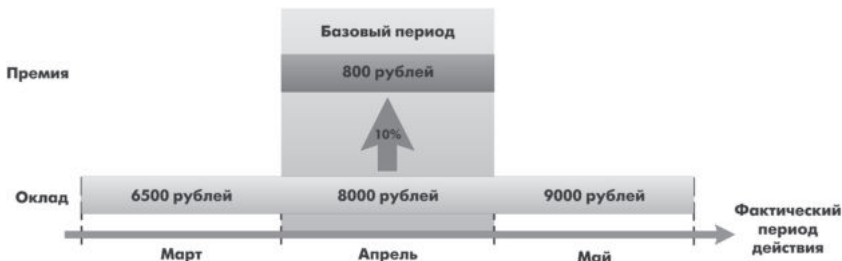 Базовый период
Премия
800 рублей
10%
Оклад
6500 рублей
8000 рублей
9000 рублей
Фактический
период
действия
Март
Апрель
Май